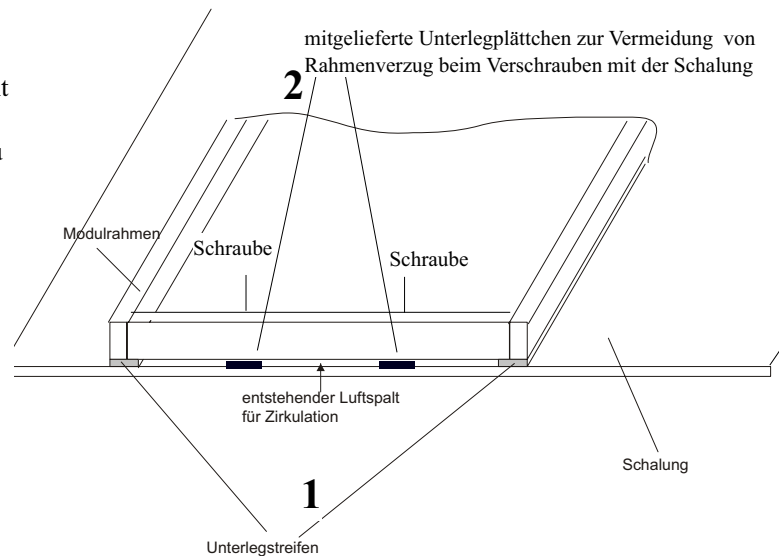 mitgelieferte Unterlegplättchen zur Vermeidung von
2 Rahmenverzug beim Verschrauben mit der Schalung
Modulrahmen
Schraube
Schraube
entstehender Luftspalt
für Zirkulation
Schalung
1
Unterlegstreifen